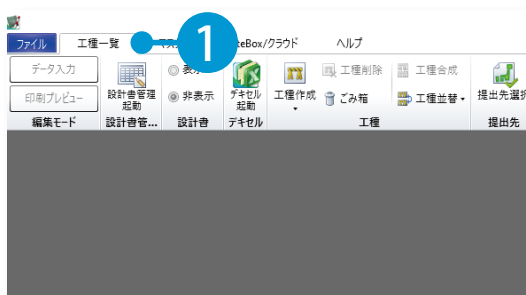 ファイル 工種一覧 1 eBox/クラウド ヘルプ
データ入力 表示 工種削除 工種合成
印刷プレビュー 設計書管理起動 非表示 デキセル起動 工種作成 ごみ箱 工種並替 提出先選択
編集モード 設計書管... 設計書 デキセル 工種 提出先